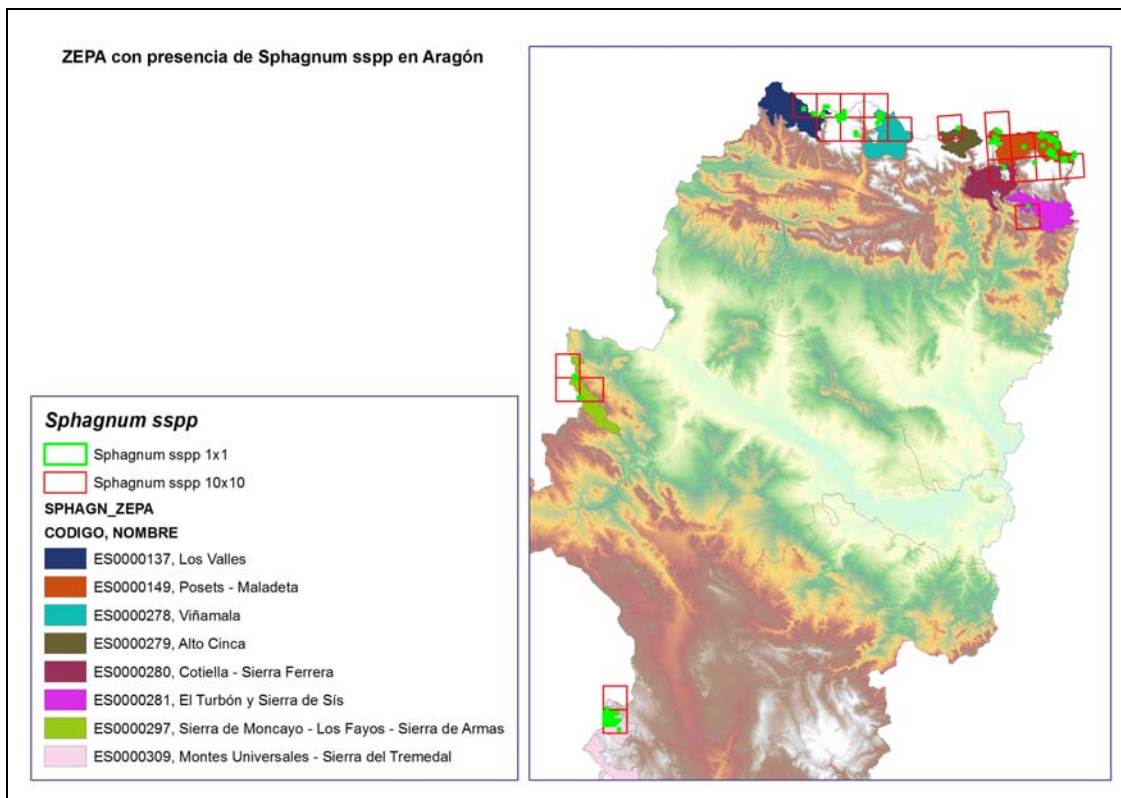 ZEPA con presencia de Sphagnum sspp en Aragón
Sphagnum sspp
Sphagnum sspp 1x1
Sphagnum sspp 10x10
SPHAGN_ZEPA
CODIGO, NOMBRE
ES0000137, Los Valles
ES0000149, Posets - Maladeta
ES0000278, Viñamala
ES0000279, Alto Cinca
ES0000280, Cotiella - Sierra Ferrera
ES0000281, El Turbón y Sierra de Sís
ES0000297, Sierra de Moncayo - Los Fayos - Sierra de Armas
ES0000309, Montes Universales - Sierra del Tremedal